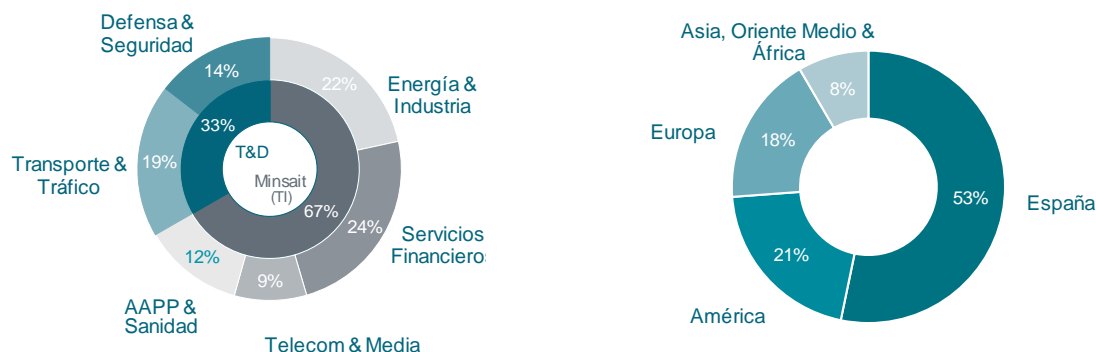 Defensa &
Seguridad
14%
22%
Energía &
Industria
33%
T&D
Transporte &
Tráfico
19%
Minsait
(TI)
67%
24%
Servicios
Financieros
12%
9%
AAPP &
Sanidad
Telecom & Media
Asia, Oriente Medio &
África
8%
Europa
18%
53%
España
21%
América